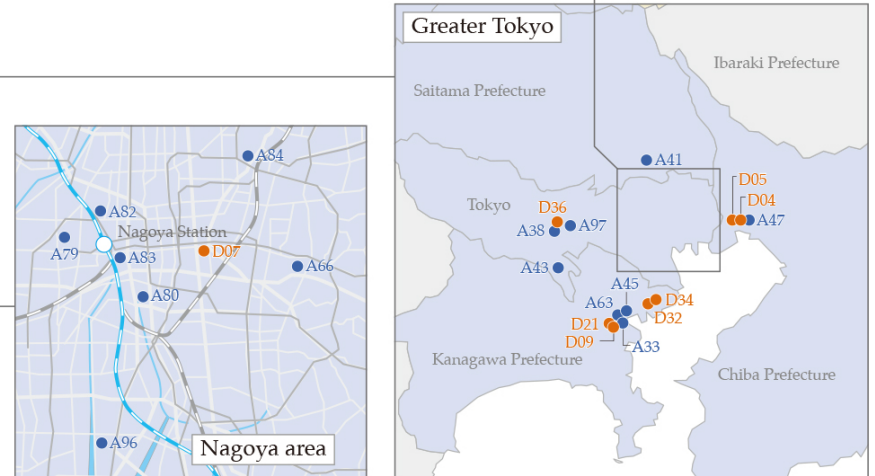 Greater Tokyo
Ibaraki Prefecture
Saitama Prefecture
A41
D05
D04
A47
Tokyo
D36
A38
A97
A43
A45
A63
D34
D32
D21
D09
A33
Kanagawa Prefecture
Chiba Prefecture
A84
A82
Nagoya Station
A79
A83
D07
A66
A80
A96
Nagoya area